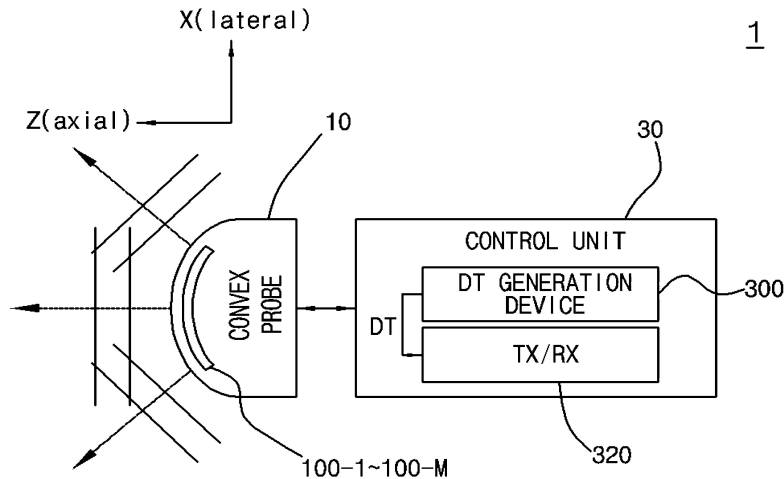 X(lateral)
1
Z(axial)
10
30
CONTROL UNIT
CONVEX
PROBE
DT GENERATION
DEVICE
300
DT
TX/RX
100-1~100-M
320